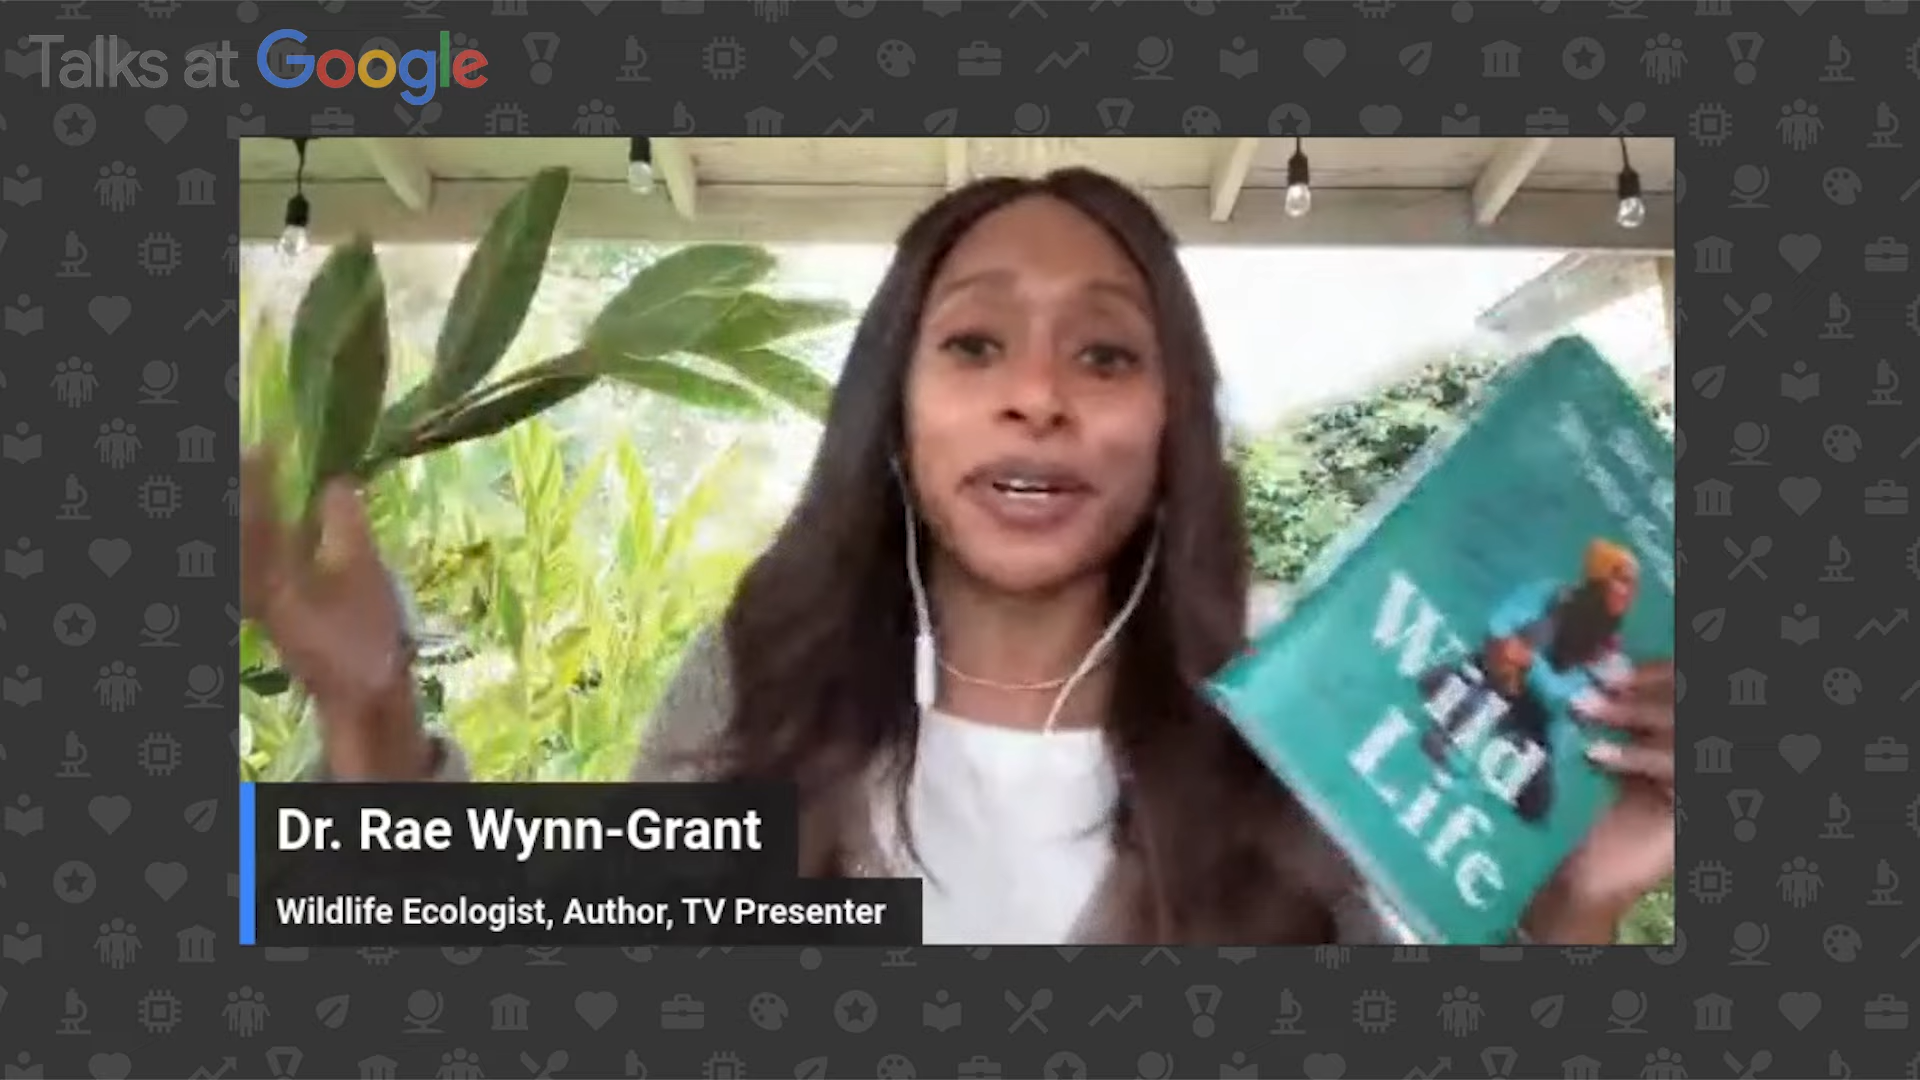 Talks at Google
Wild
Life
Dr. Rae Wynn-Grant
Wildlife Ecologist, Author, TV Presenter